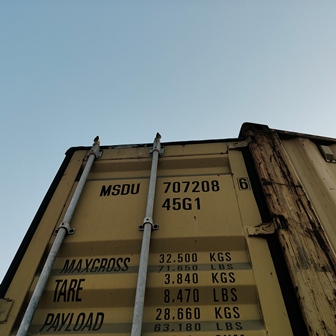 MSDU 707208 6
45G1
MAXGROSS 32.500 KGS
71.650 LBS
TARE 3.840 KGS
8.470 LBS
PAYLOAD 28.660 KGS
63.180 LBS